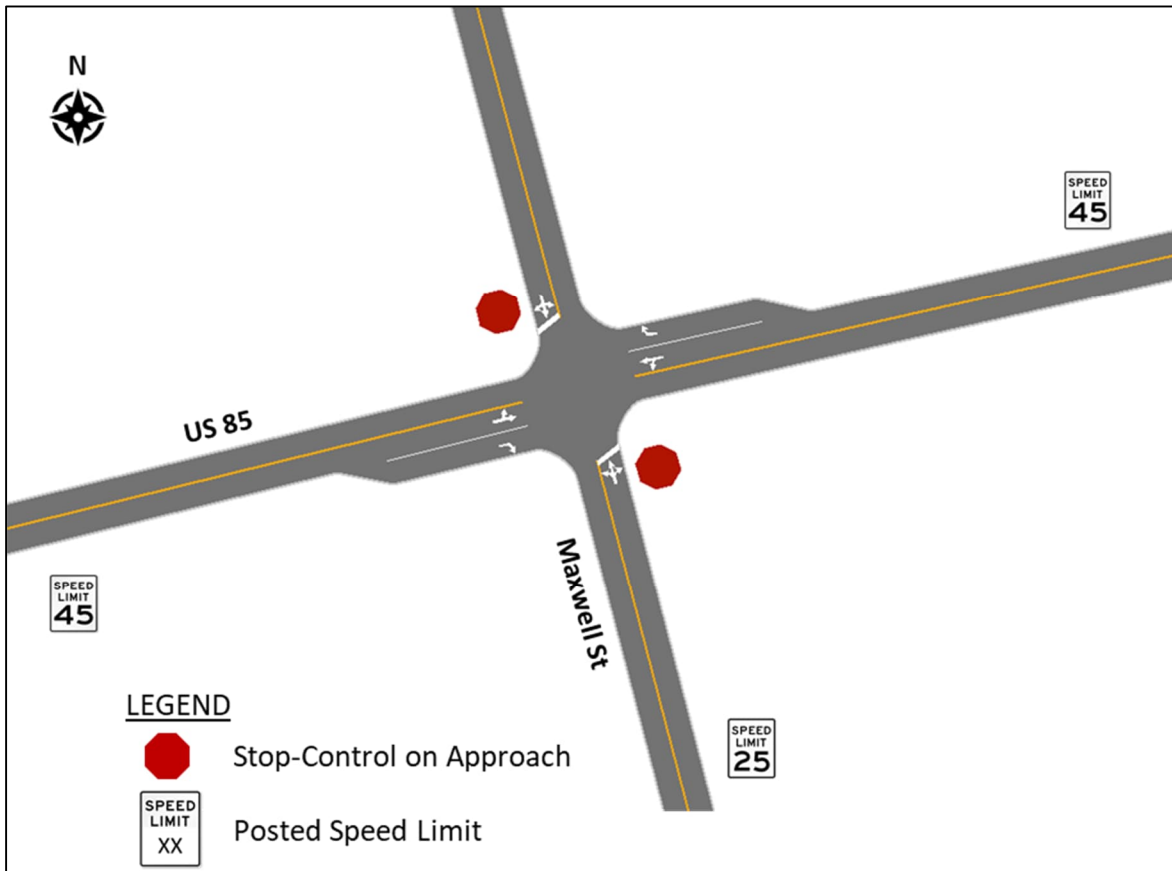 N
SPEED
LIMIT
45
US 85
SPEED
LIMIT
45
Maxwell St
SPEED
LIMIT
25
LEGEND
Stop-Control on Approach
SPEED
LIMIT
XX
Posted Speed Limit